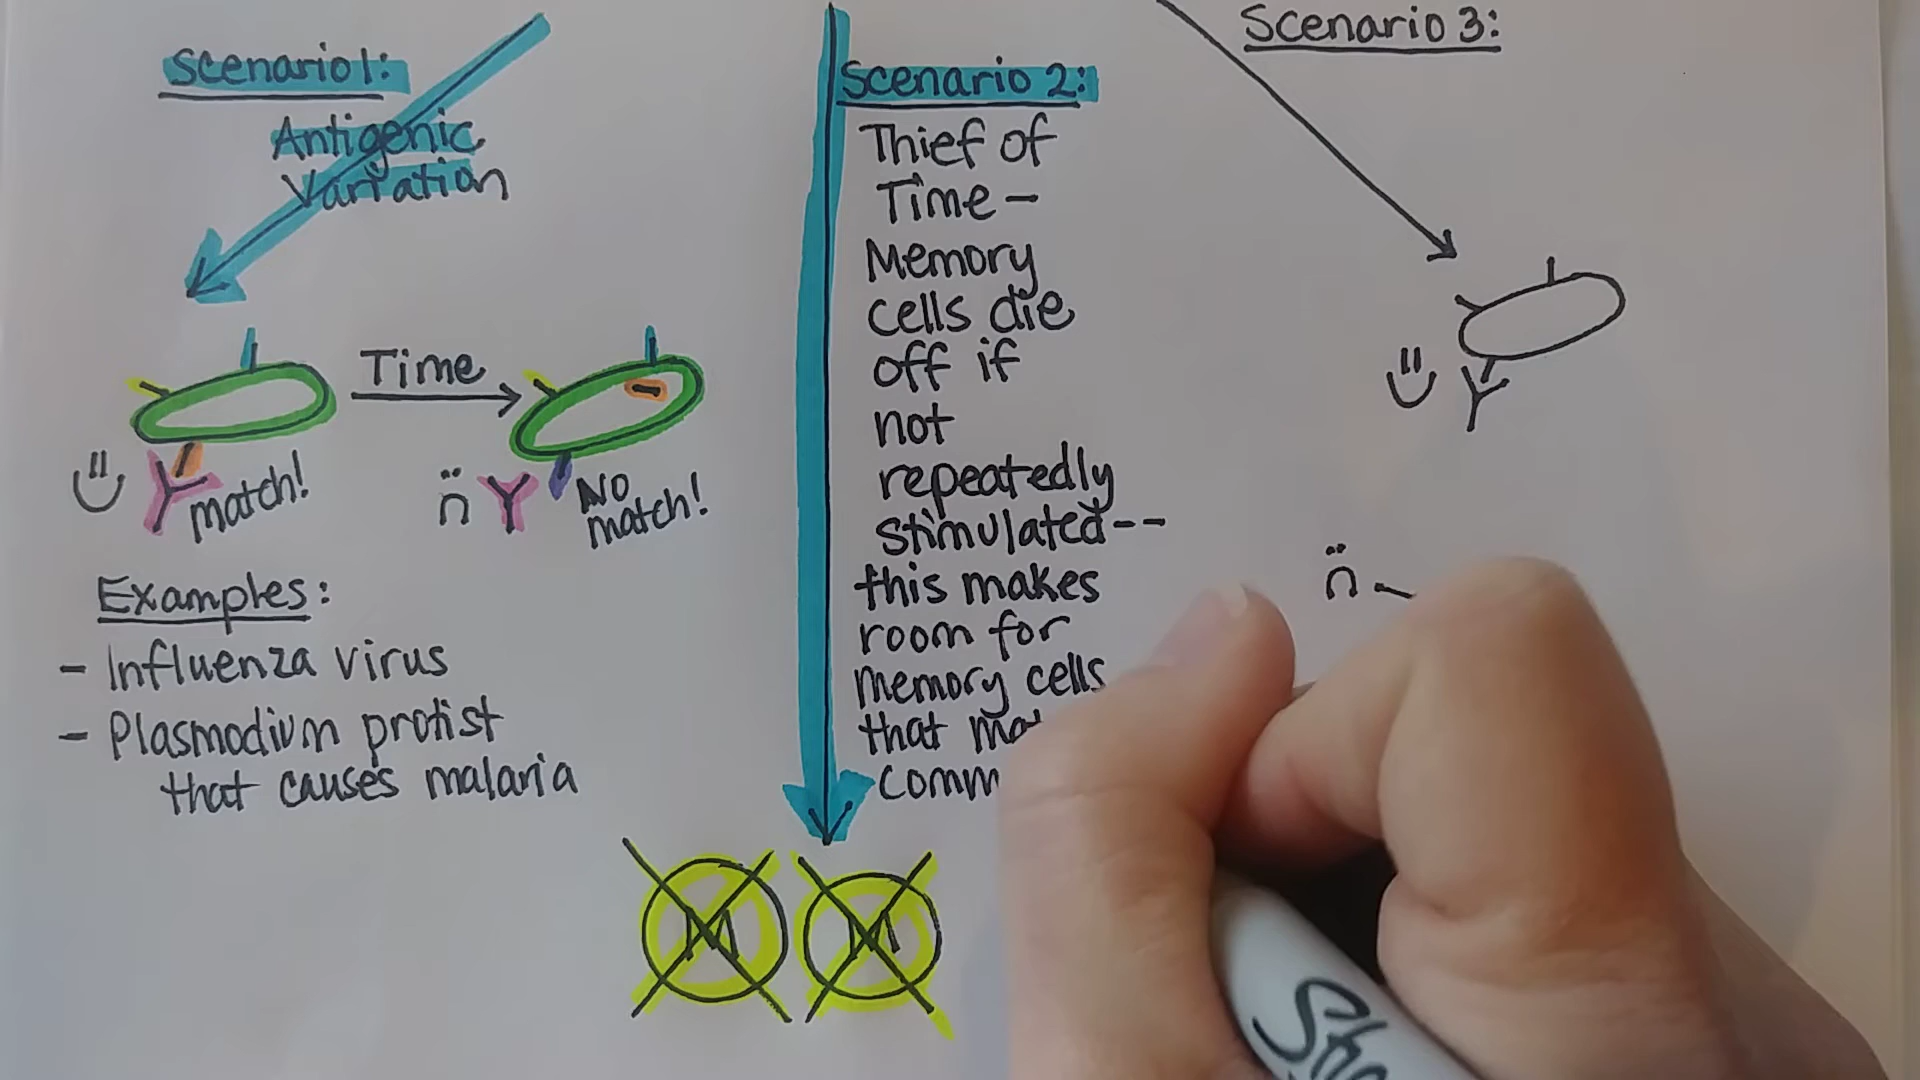 Scenario 1:
Antigenic
Variation
Time
match!
No
match!
Examples:
- Influenza virus
- Plasmodium protist
that causes malaria
Scenario 2:
Thief of
Time -
Memory
cells die
off if
not
repeatedly
stimulated--
this makes
room for
memory cells
that
M M
Scenario 3: